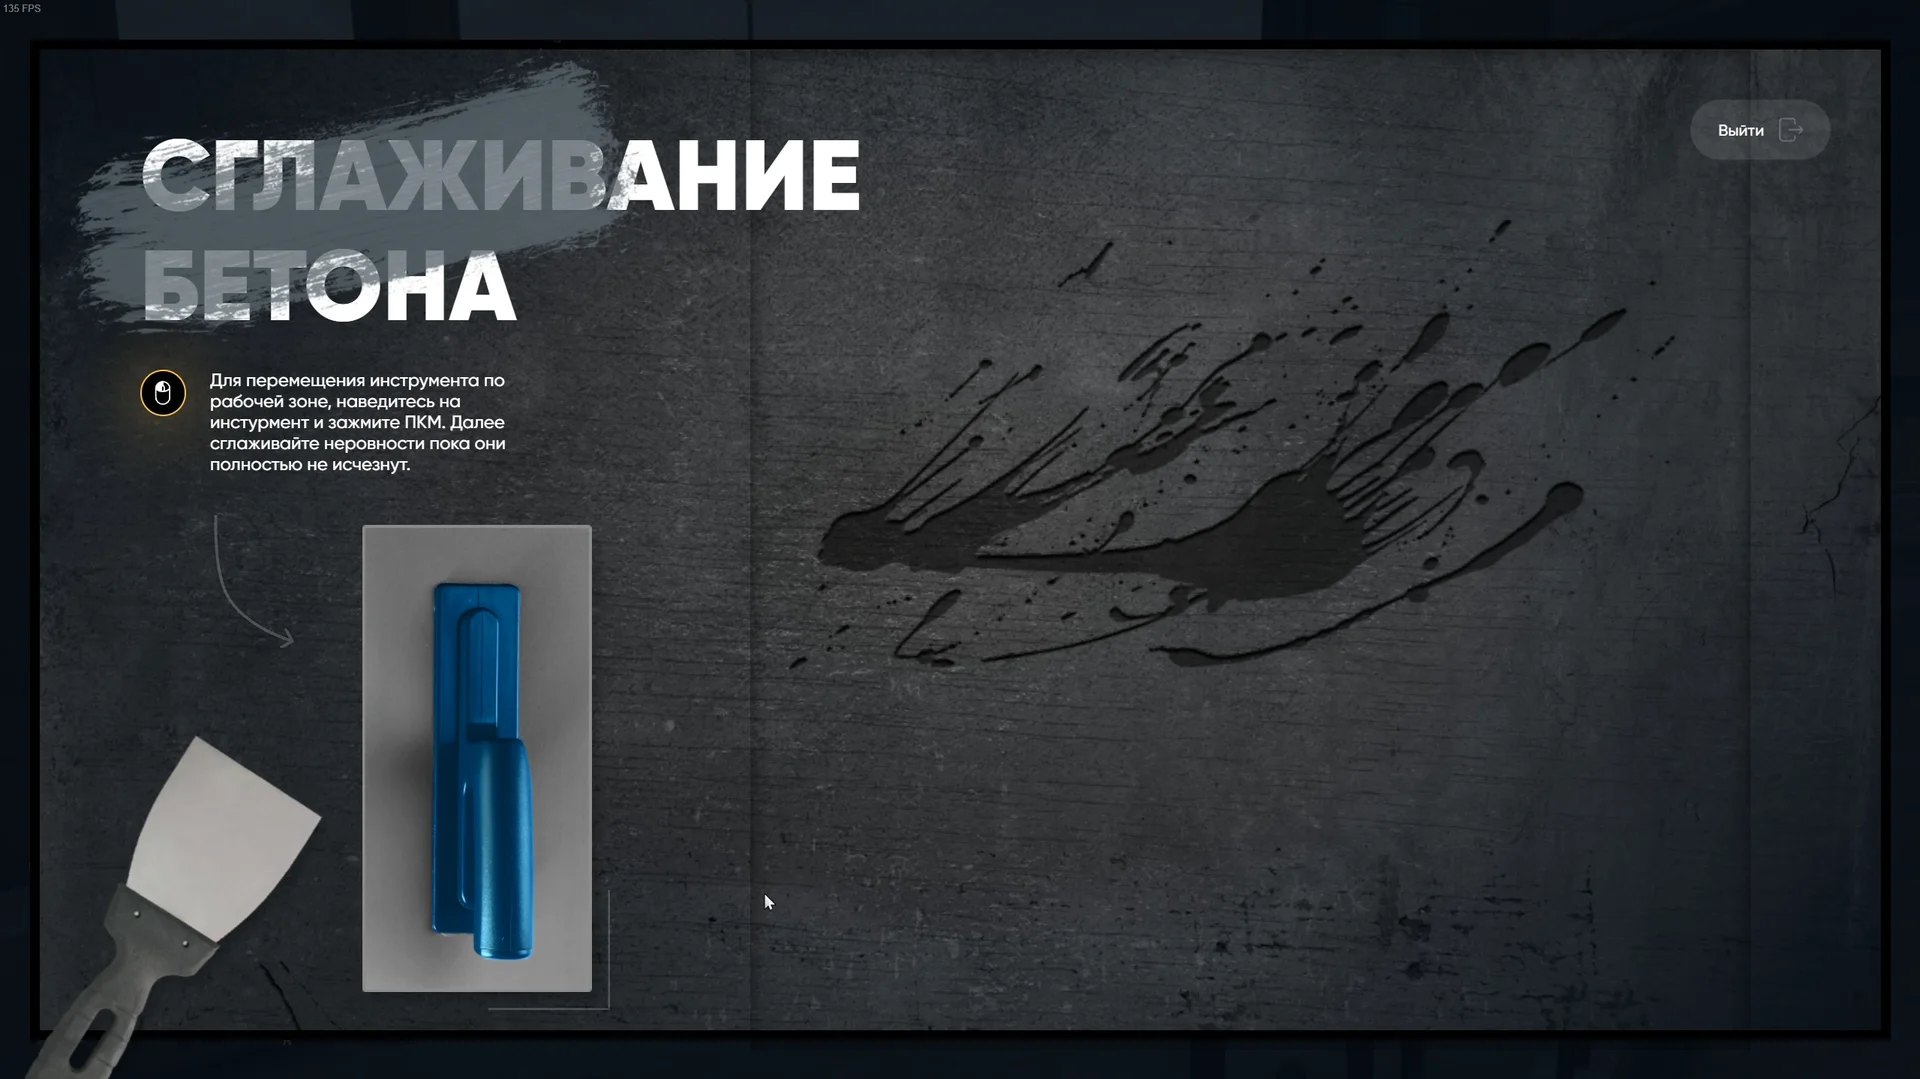 135 FPS
СГЛАЖИВАНИЕ
БЕТОНА
Выйти
Для перемещения инструмента по
рабочей зоне, наведитесь на
инстурмент и зажмите ПКМ. Далее
сглаживайте неровности пока они
полностью не исчезнут.